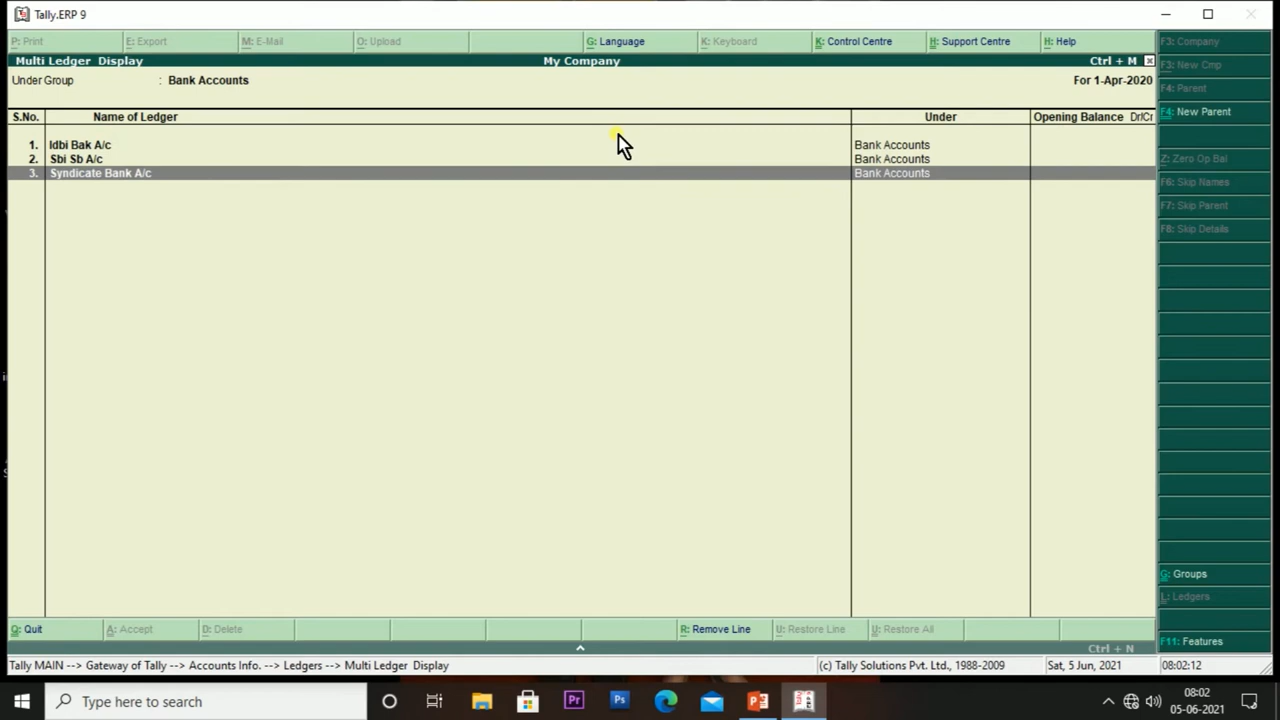 Tally.ERP 9
P: Print E: Export M: E-Mail O: Upload G: Language K: Keyboard K: Control Centre H: Support Centre H: Help
Multi Ledger Display My Company Ctrl + M
Under Group : Bank Accounts For 1-Apr-2020
S.No. Name of Ledger Under Opening Balance Dr/Cr
1. Idbi Bak A/c Bank Accounts
2. Sbi Sb A/c Bank Accounts
3. Syndicate Bank A/c Bank Accounts
F3: Company
F3: New Cmp
F4: Parent
F4: New Parent
Z: Zero Op Bal
F6: Skip Names
F7: Skip Parent
F8: Skip Details
G: Groups
L: Ledgers
F11: Features
Q: Quit A: Accept D: Delete R: Remove Line U: Restore Line U: Restore All
Ctrl + N
Tally MAIN --> Gateway of Tally --> Accounts Info. --> Ledgers --> Multi Ledger Display (c) Tally Solutions Pvt. Ltd., 1988-2009 Sat, 5 Jun, 2021 08:02:12
Type here to search Pr Ps 08:02
05-06-2021